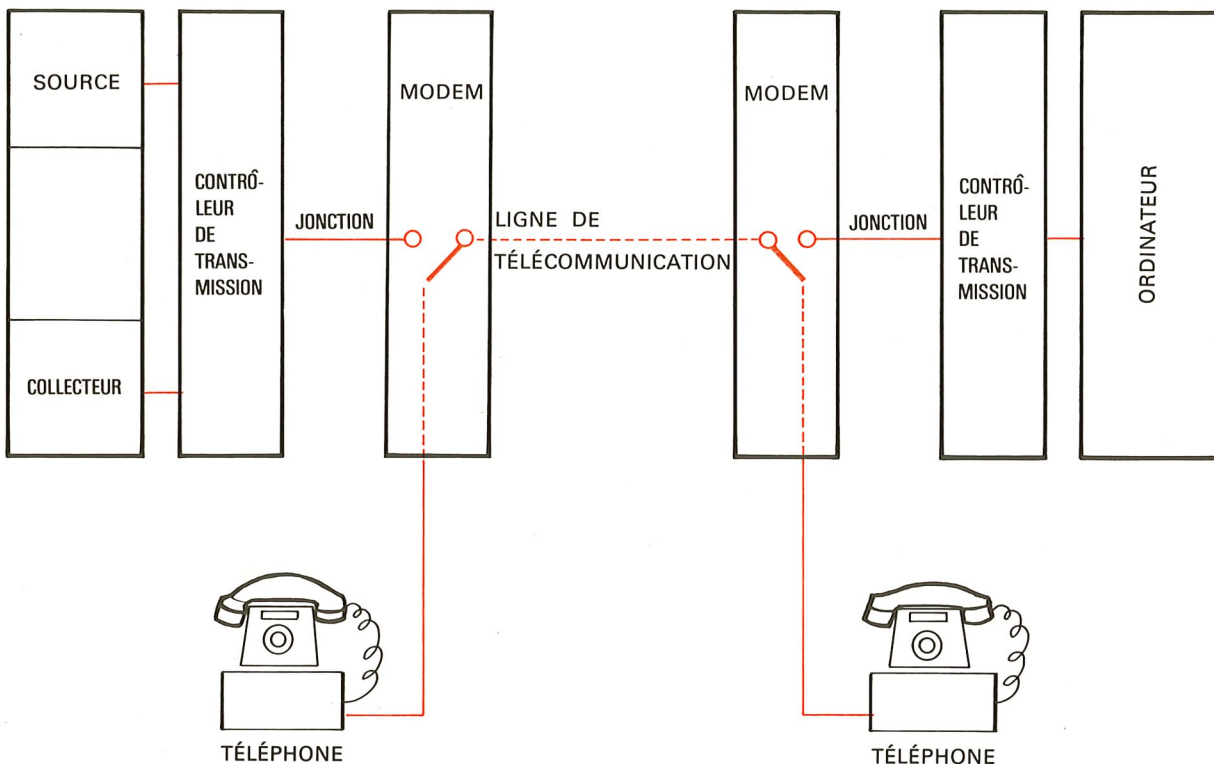 SOURCE
COLLECTEUR
CONTRÔ-
LEUR
DE
TRANS-
MISSION
JONCTION
MODEM
LIGNE DE
TÉLÉCOMMUNICATION
MODEM
JONCTION
CONTRÔ-
LEUR
DE
TRANS-
MISSION
ORDINATEUR
TÉLÉPHONE
TÉLÉPHONE